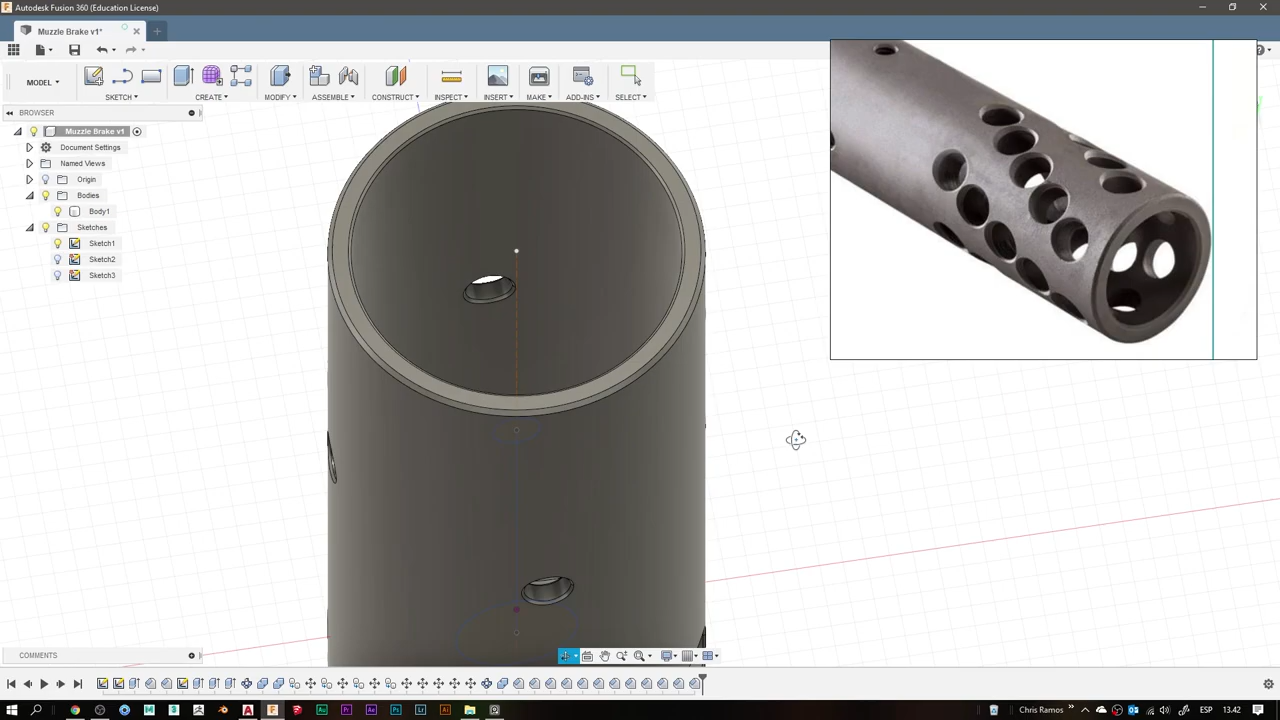 Autodesk Fusion 360 (Education License)
Muzzle Brake v1*
MODEL
SKETCH
CREATE
MODIFY
ASSEMBLE
CONSTRUCT
INSPECT
INSERT
MAKE
ADD-INS
SELECT
BROWSER
Muzzle Brake v1
Document Settings
Named Views
Origin
Bodies
Body1
Sketches
Sketch1
Sketch2
Sketch3
COMMENTS
Chris Ramos
ESP
13.42